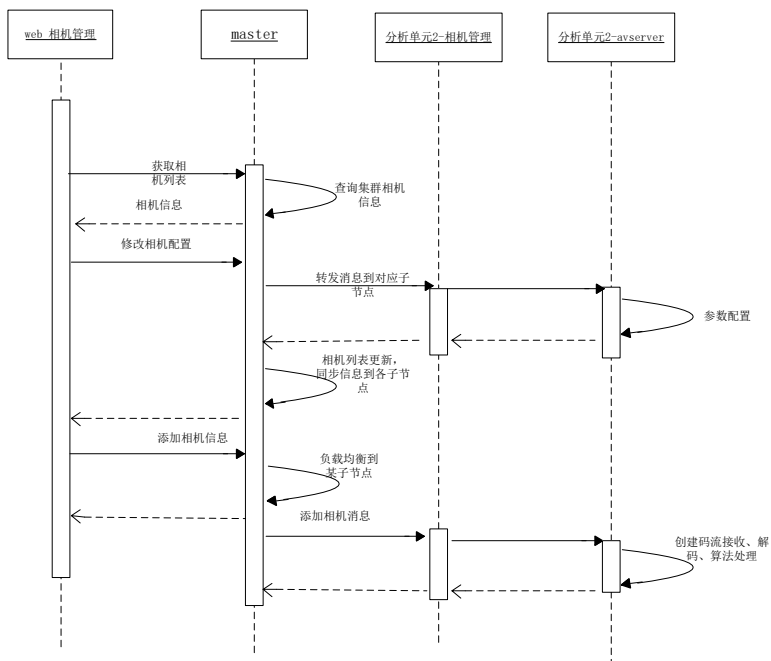 web 相机管理
master
分析单元2-相机管理
分析单元2-avserver
获取相
机列表
查询集群相机
信息
相机信息
修改相机配置
转发消息到对应子
节点
参数配置
相机列表更新,
同步信息到各子节
点
添加相机信息
负载均衡到
某子节点
添加相机消息
创建码流接收、解
码、算法处理